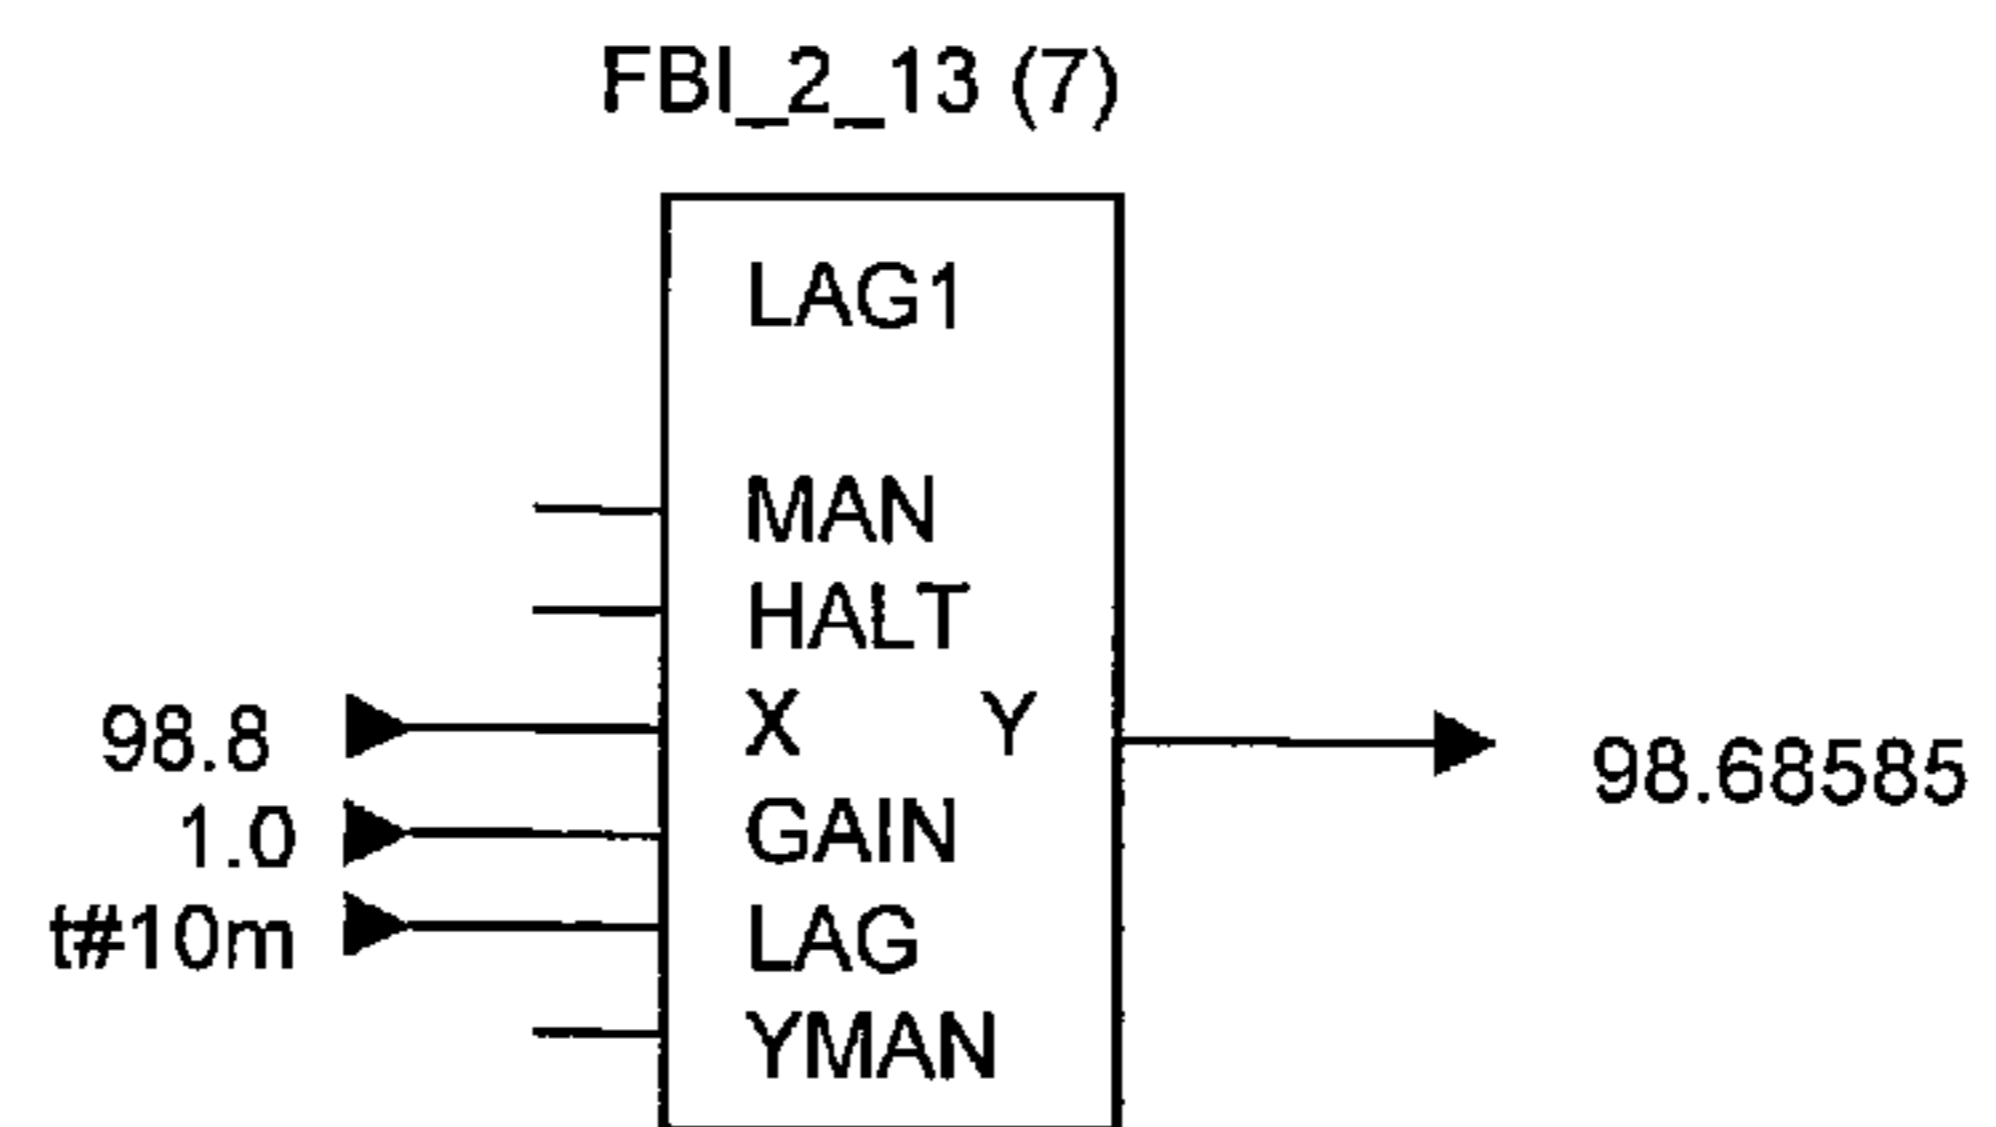 FBI_2_13 (7)
LAG1
MAN
HALT
98.8 X Y 98.68585
1.0 GAIN
t#10m LAG
YMAN